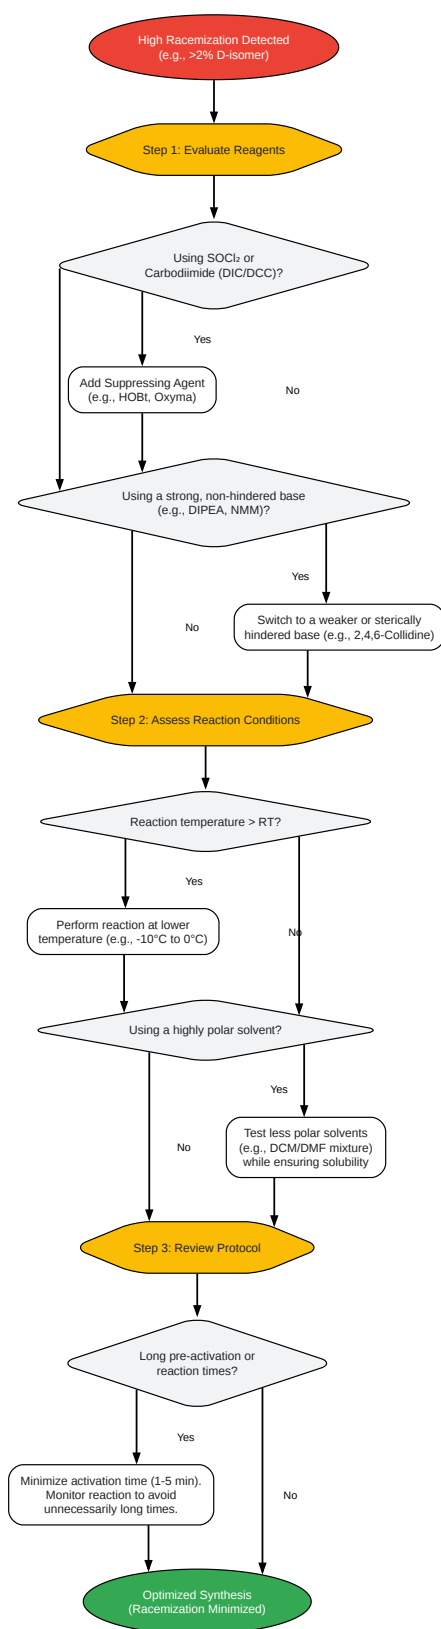 High Racemization Detected
(e.g., >2% D-isomer)
Step 1: Evaluate Reagents
Using SOCl₂ or
Carbodiimide (DIC/DCC)?
Yes
Add Suppressing Agent
(e.g., HOBt, Oxyma)
No
Using a strong, non-hindered base
(e.g., DIPEA, NMM)?
Yes
Switch to a weaker or sterically
hindered base (e.g., 2,4,6-Collidine)
No
Step 2: Assess Reaction Conditions
Reaction temperature > RT?
Yes
Perform reaction at lower
temperature (e.g., -10°C to 0°C)
No
Using a highly polar solvent?
Yes
Test less polar solvents
(e.g., DCM/DMF mixture)
while ensuring solubility
No
Step 3: Review Protocol
Long pre-activation or
reaction times?
Yes
Minimize activation time (1-5 min).
Monitor reaction to avoid
unnecessarily long times.
No
Optimized Synthesis
(Racemization Minimized)